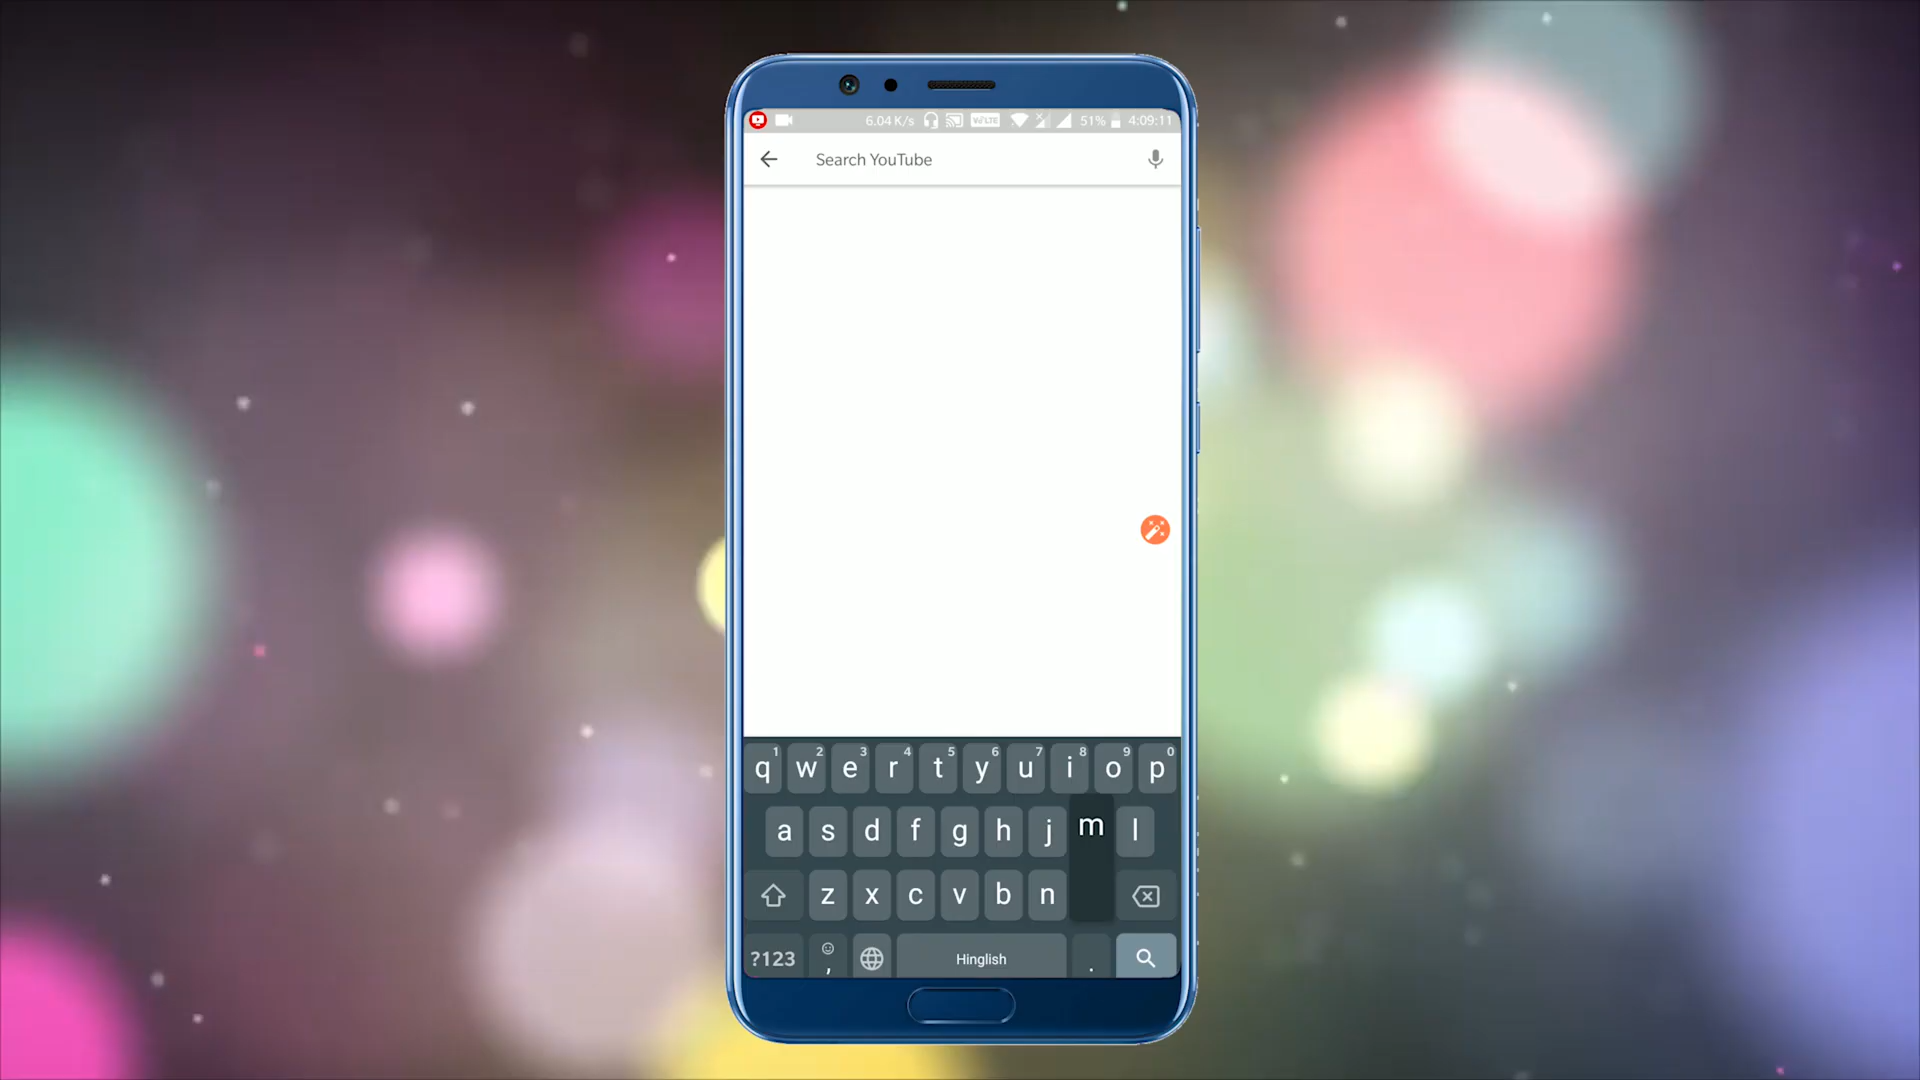 6.04 K/s VoLTE 51% 4:09:11
Search YouTube
1 2 3 4 5 6 7 8 9 0
q w e r t y u i o p
a s d f g h j m l
z x c v b n
?123 , Hinglish .